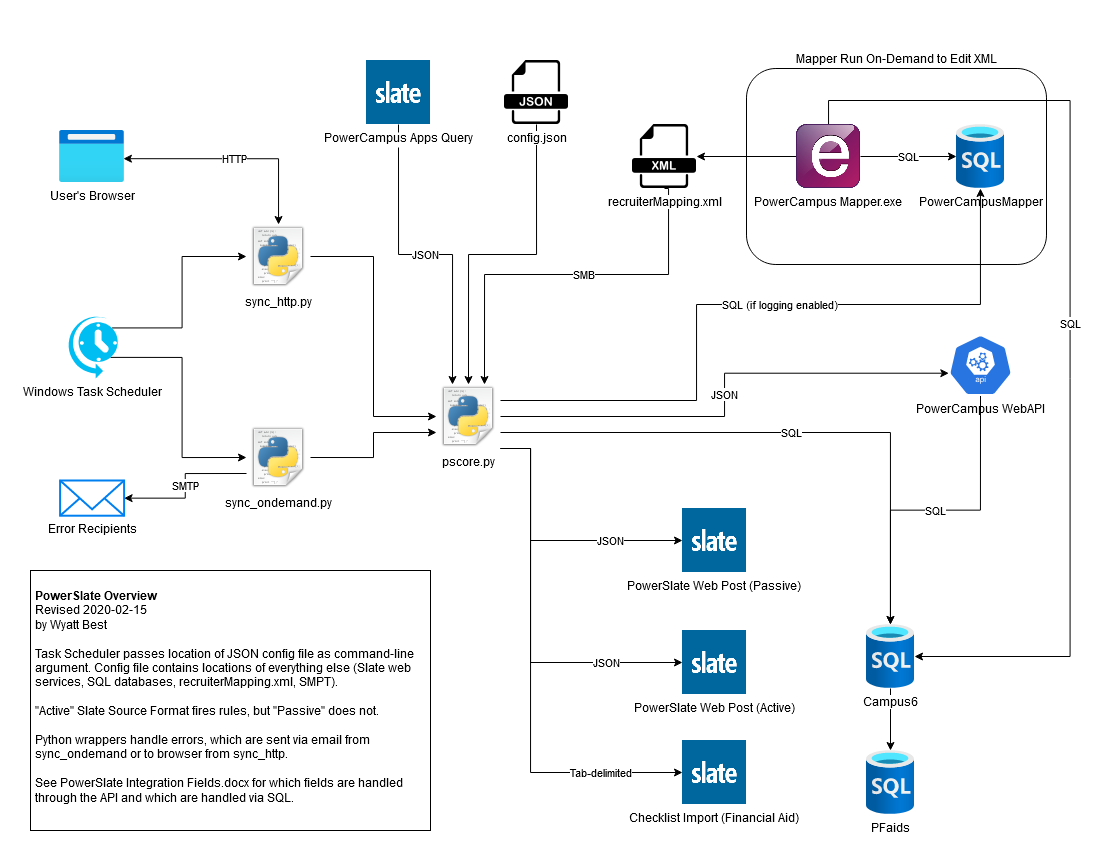 Mapper Run On-Demand to Edit XML
slate
PowerCampus Apps Query
JSON
config.json
XML
recruiterMapping.xml
e
PowerCampus Mapper.exe
SQL
SQL
PowerCampusMapper
User's Browser
HTTP
sync_http.py
JSON
SMB
SQL (if logging enabled)
SQL
Windows Task Scheduler
api
PowerCampus WebAPI
JSON
SQL
pscore.py
SMTP
sync_ondemand.py
Error Recipients
SQL
JSON
slate
PowerSlate Web Post (Passive)
JSON
slate
PowerSlate Web Post (Active)
SQL
Campus6
Tab-delimited
slate
Checklist Import (Financial Aid)
SQL
PFaids
PowerSlate Overview
Revised 2020-02-15
by Wyatt Best
Task Scheduler passes location of JSON config file as command-line
argument. Config file contains locations of everything else (Slate web
services, SQL databases, recruiterMapping.xml, SMPT).
"Active" Slate Source Format fires rules, but "Passive" does not.
Python wrappers handle errors, which are sent via email from
sync_ondemand or to browser from sync_http.
See PowerSlate Integration Fields.docx for which fields are handled
through the API and which are handled via SQL.